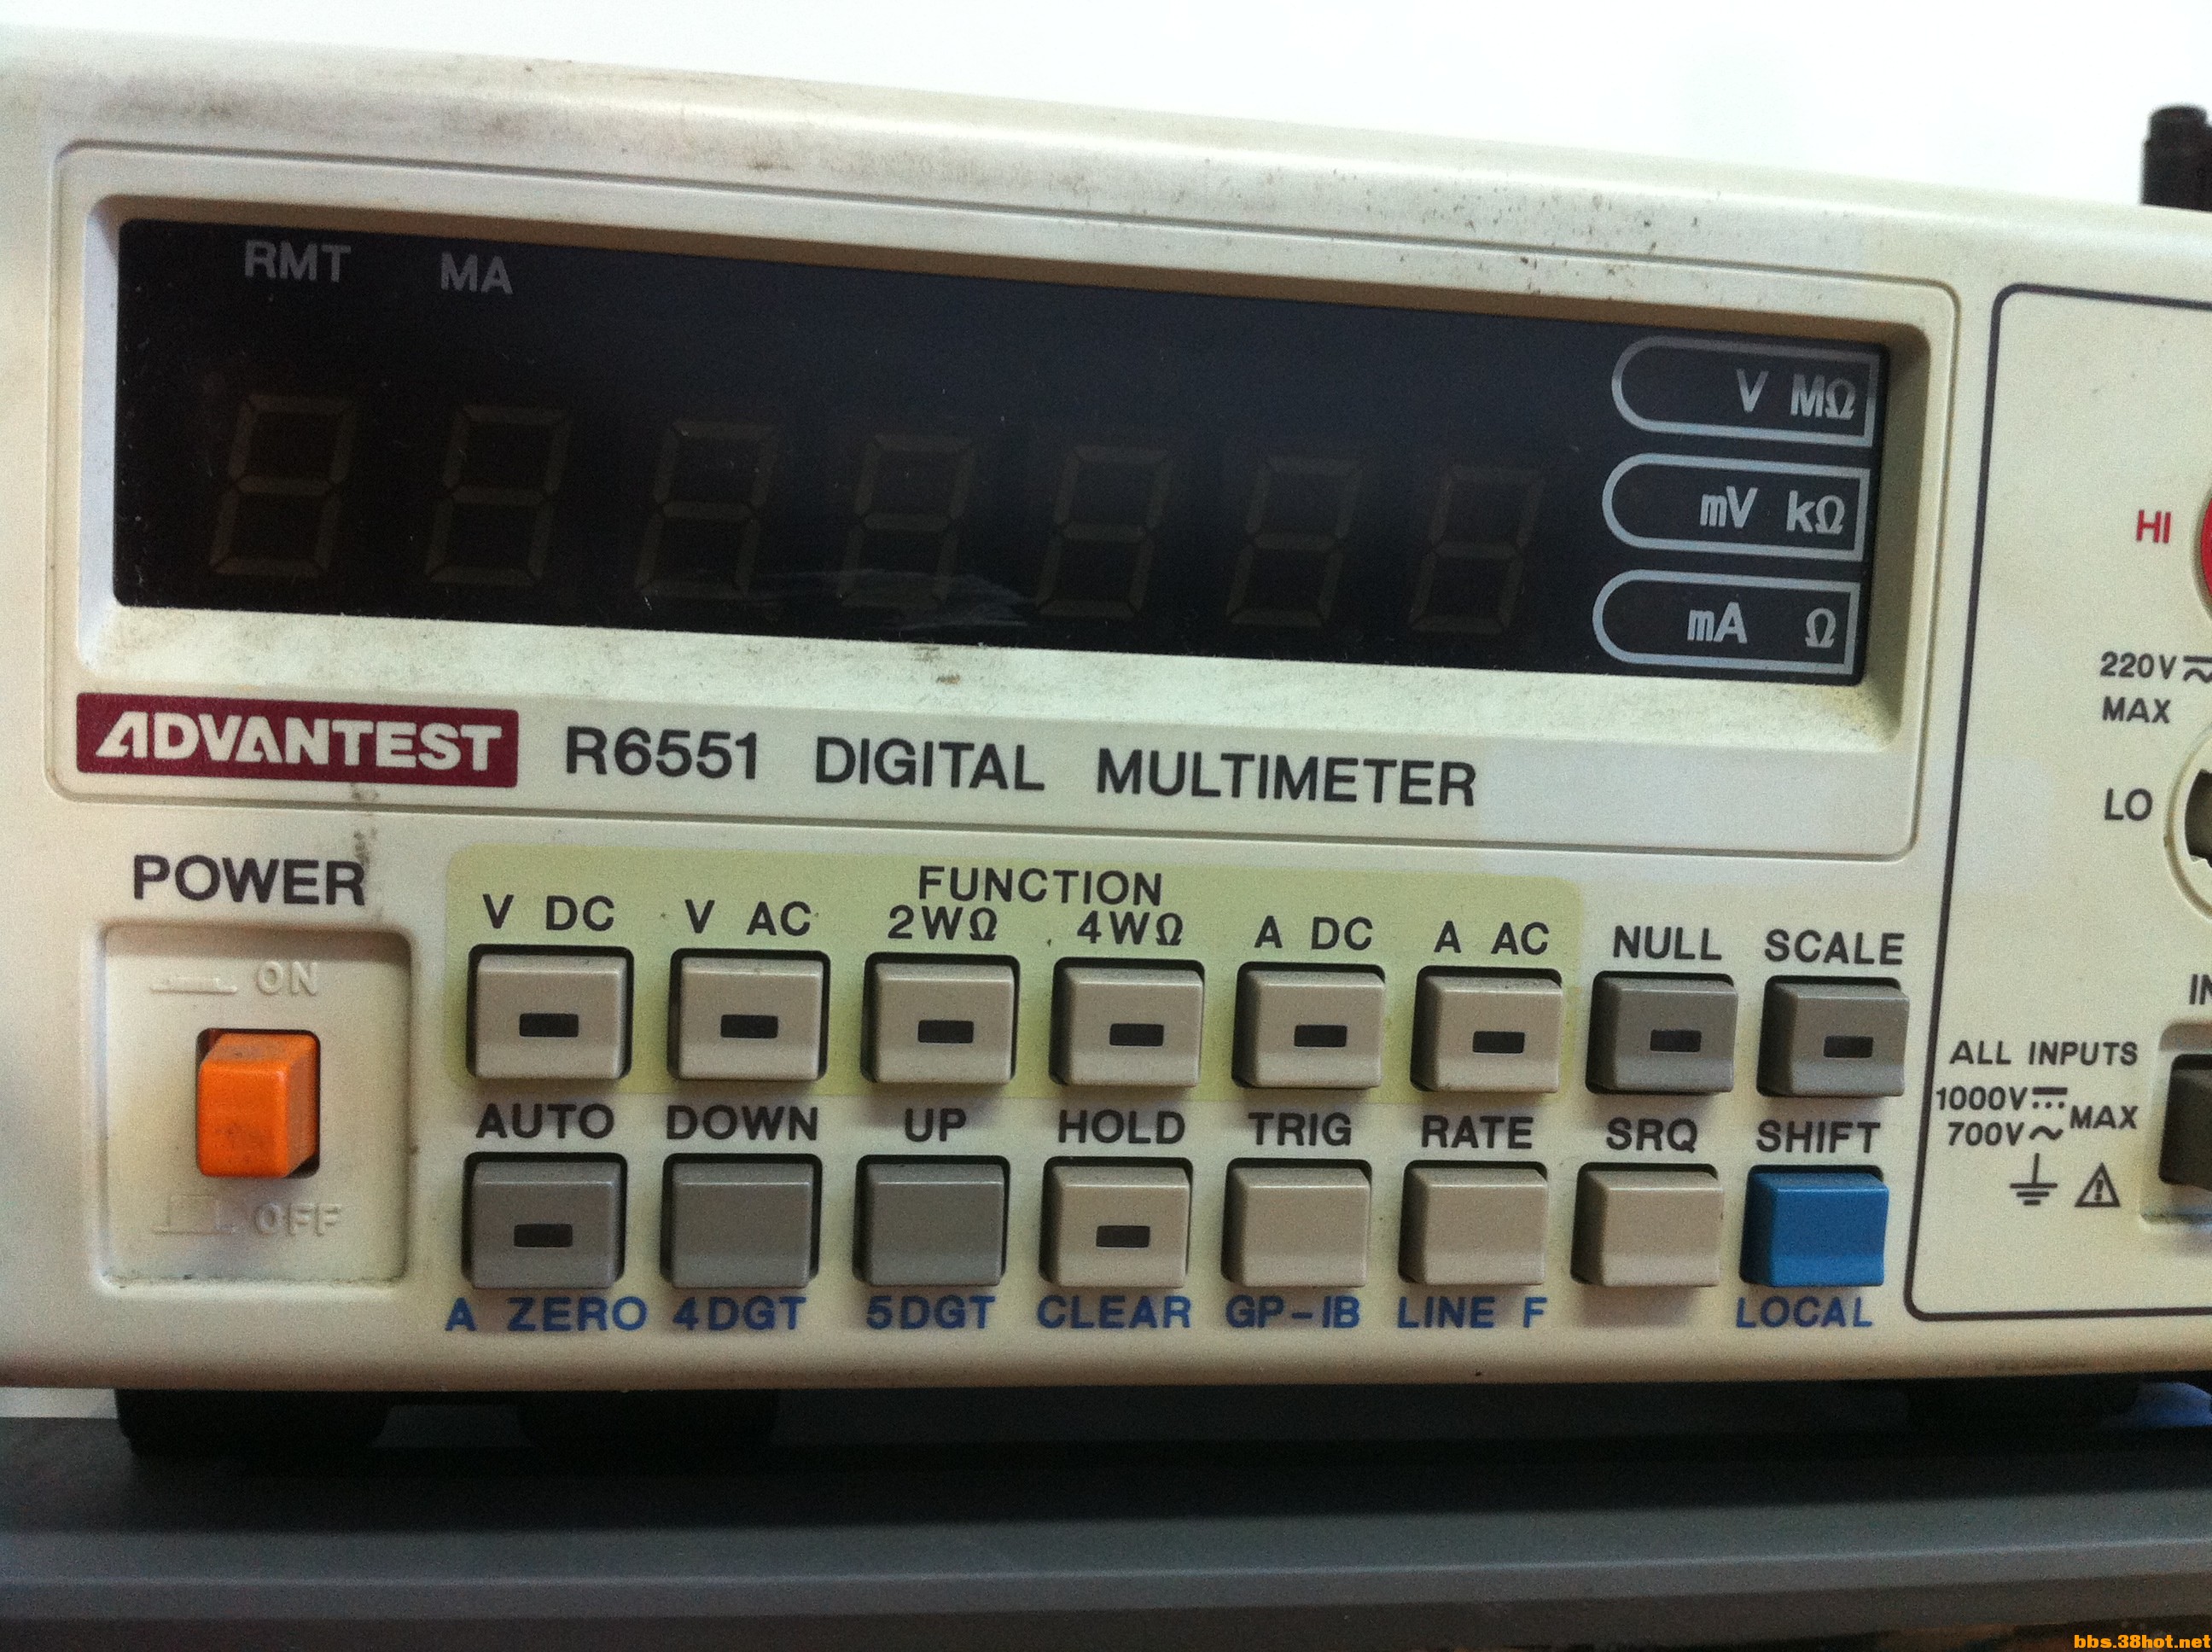 RMT MA
V MΩ
mV kΩ
mA Ω
ADVANTEST R6551 DIGITAL MULTIMETER
POWER
ON
OFF
FUNCTION
V DC V AC 2WΩ 4WΩ A DC A AC NULL SCALE
AUTO DOWN UP HOLD TRIG RATE SRQ SHIFT
A ZERO 4DGT 5DGT CLEAR GP-IB LINE F LOCAL
HI
220V
MAX
LO
ALL INPUTS
1000V MAX
700V
bbs.38hot.net